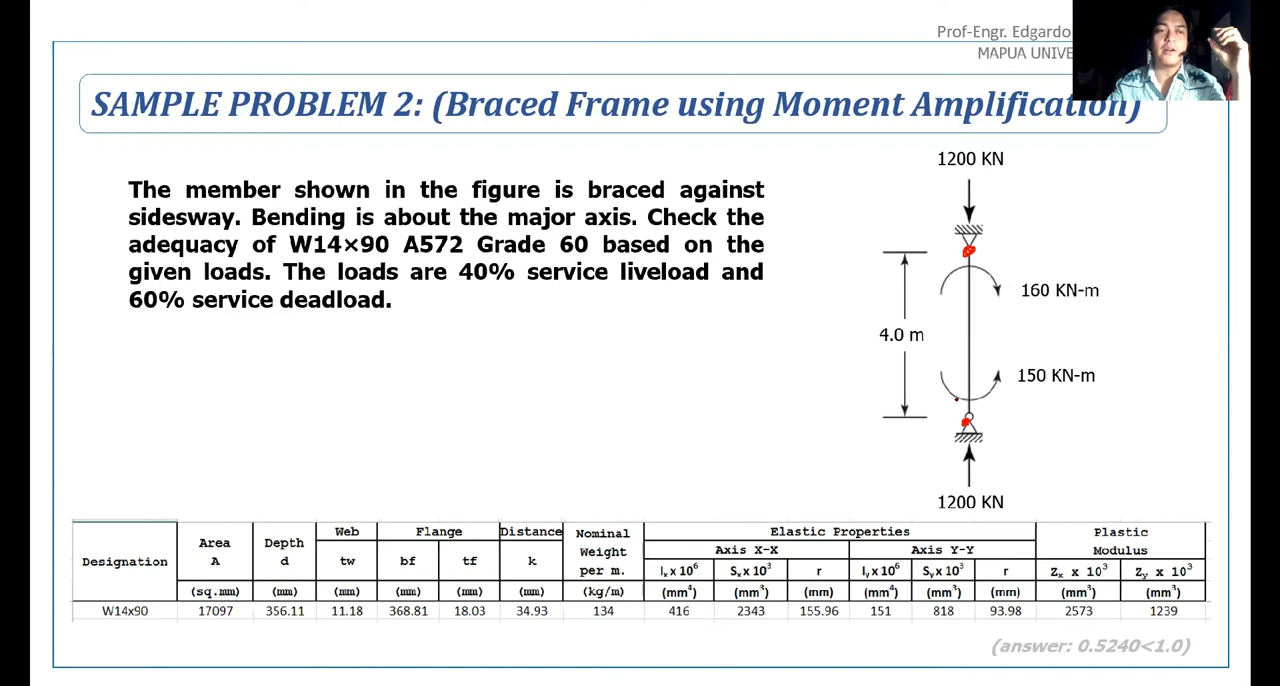 Prof-Engr. Edgardo
MAPUA UNIVE
SAMPLE PROBLEM 2: (Braced Frame using Moment Amplification)
The member shown in the figure is braced against
sidesway. Bending is about the major axis. Check the
adequacy of W14×90 A572 Grade 60 based on the
given loads. The loads are 40% service liveload and
60% service deadload.
1200 KN
160 KN-m
4.0 m
150 KN-m
1200 KN
Designation Area A (sq.mm) Depth d (mm) Web tw (mm) Flange bf (mm) tf (mm) Distance k (mm) Nominal Weight per m. (kg/m) Elastic Properties Axis X-X Ix x 10⁶ (mm⁴) Sx x 10³ (mm³) r (mm) Axis Y-Y Iy x 10⁶ (mm⁴) Sy x 10³ (mm³) r (mm) Plastic Modulus Zx x 10³ (mm³) Zy x 10³ (mm³)
W14x90 17097 356.11 11.18 368.81 18.03 34.93 134 416 2343 155.96 151 818 93.98 2573 1239
(answer: 0.5240<1.0)